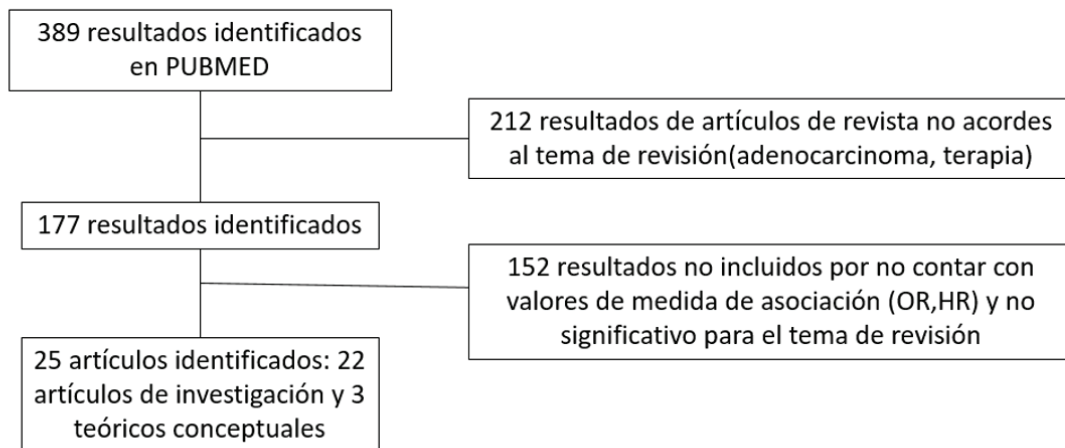 389 resultados identificados
en PUBMED
212 resultados de artículos de revista no acordes
al tema de revisión(adenocarcinoma, terapia)
177 resultados identificados
152 resultados no incluidos por no contar con
valores de medida de asociación (OR,HR) y no
significativo para el tema de revisión
25 artículos identificados: 22
artículos de investigación y 3
teóricos conceptuales